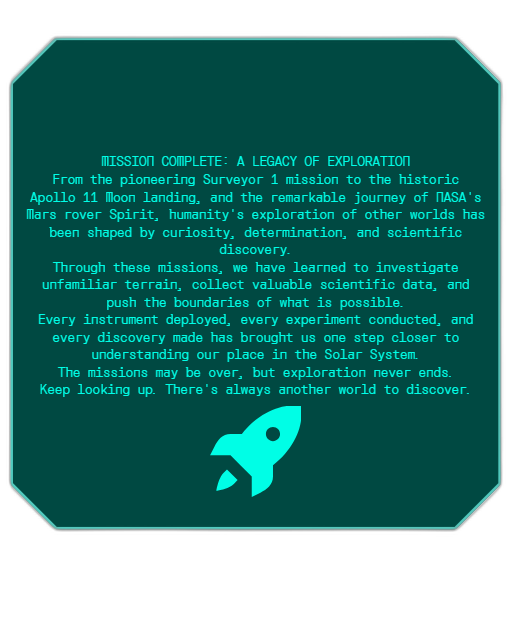 MISSION COMPLETE: A LEGACY OF EXPLORATION
From the pioneering Surveyor 1 mission to the historic
Apollo 11 Moon landing, and the remarkable journey of NASA's
Mars rover Spirit, humanity's exploration of other worlds has
been shaped by curiosity, determination, and scientific
discovery.
Through these missions, we have learned to investigate
unfamiliar terrain, collect valuable scientific data, and
push the boundaries of what is possible.
Every instrument deployed, every experiment conducted, and
every discovery made has brought us one step closer to
understanding our place in the Solar System.
The missions may be over, but exploration never ends.
Keep looking up. There's always another world to discover.